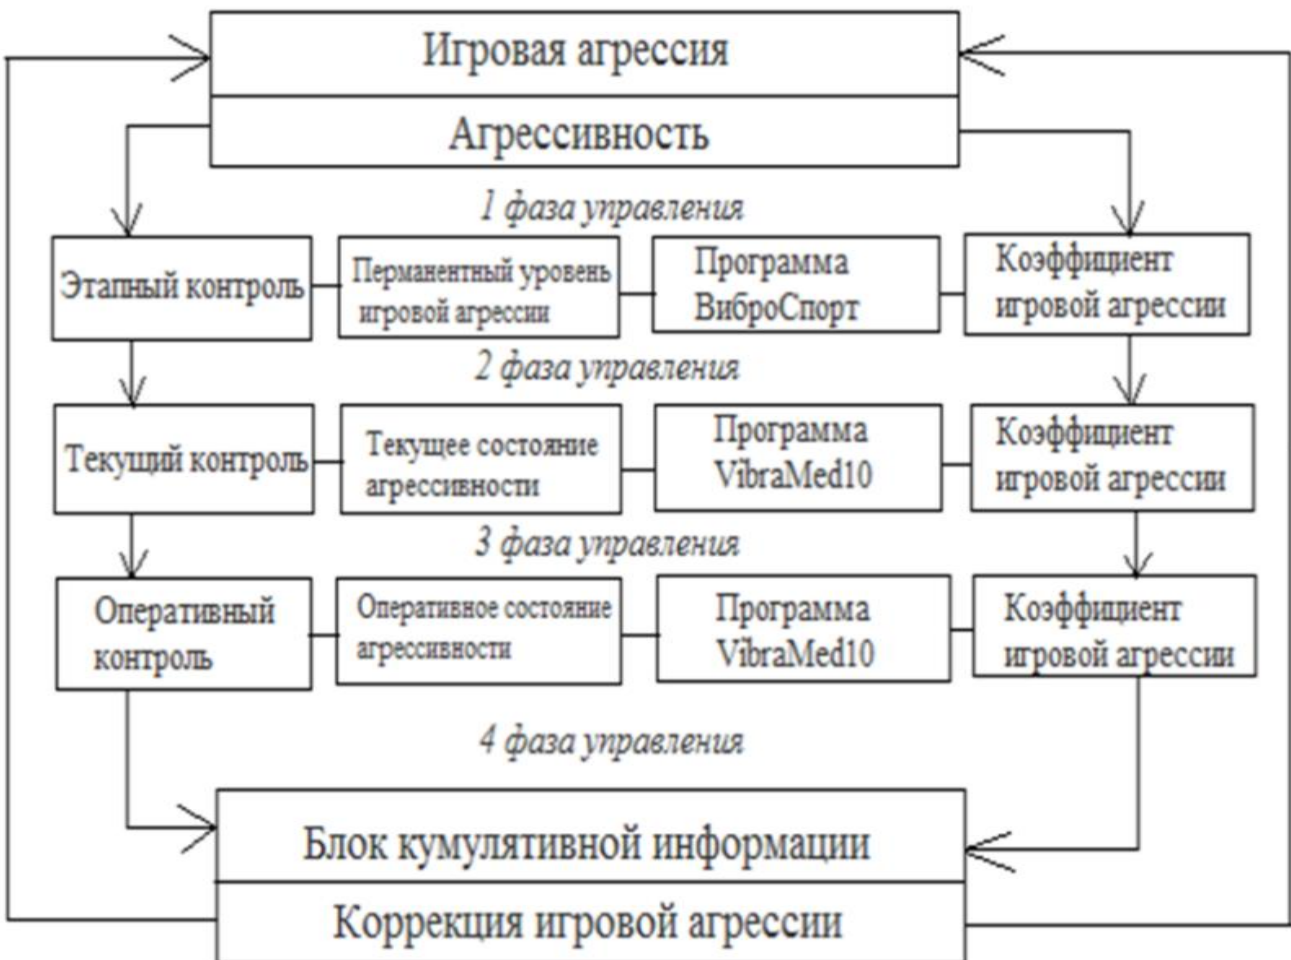 Игровая агрессия
Агрессивность
1 фаза управления
Этапный контроль
Перманентный уровень
игровой агрессии
Программа
ВиброСпорт
Коэффициент
игровой агрессии
2 фаза управления
Текущий контроль
Текущее состояние
агрессивности
Программа
VibraMed10
Коэффициент
игровой агрессии
3 фаза управления
Оперативный
контроль
Оперативное состояние
агрессивности
Программа
VibraMed10
Коэффициент
игровой агрессии
4 фаза управления
Блок кумулятивной информации
Коррекция игровой агрессии